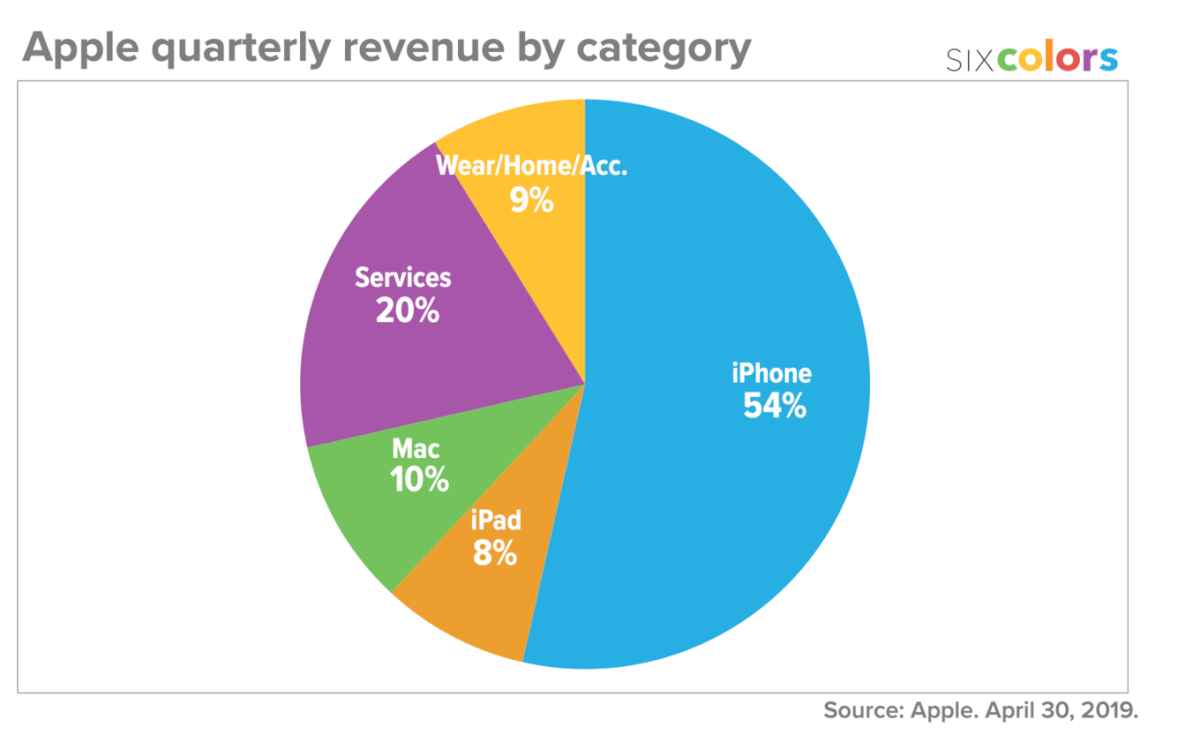 Apple quarterly revenue by category
SIXcolors
Wear/Home/Acc.
9%
Services
20%
iPhone
54%
Mac
10%
iPad
8%
Source: Apple. April 30, 2019.